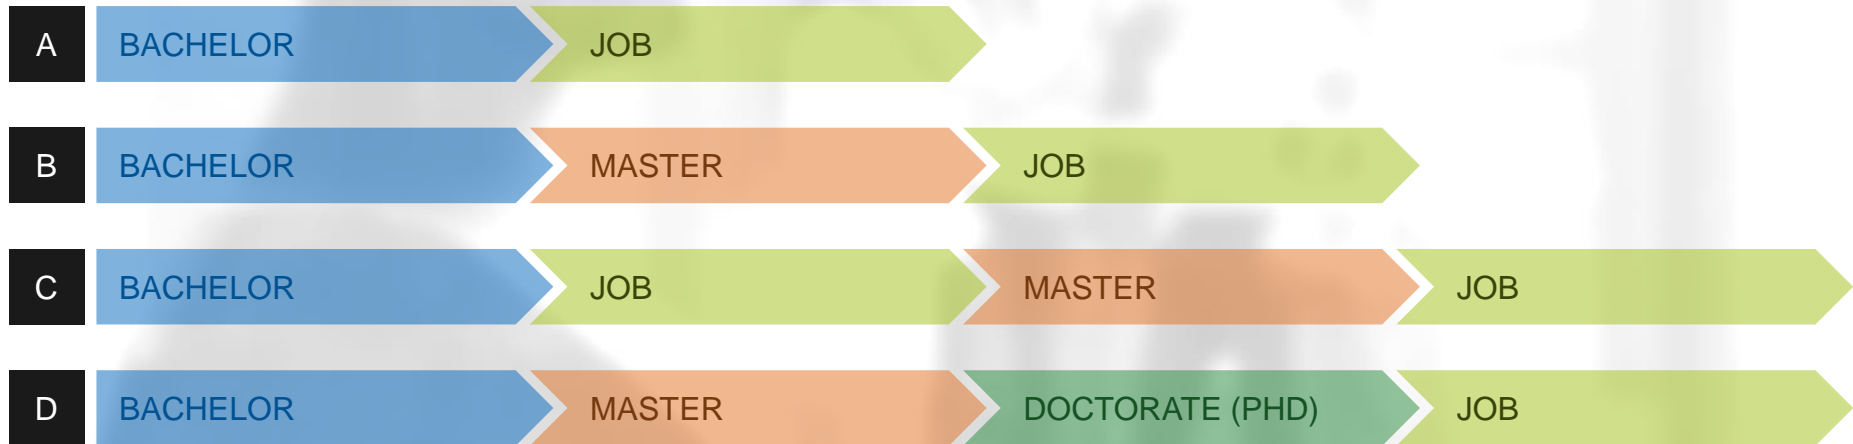 A BACHELOR JOB
B BACHELOR MASTER JOB
C BACHELOR JOB MASTER JOB
D BACHELOR MASTER DOCTORATE (PHD) JOB